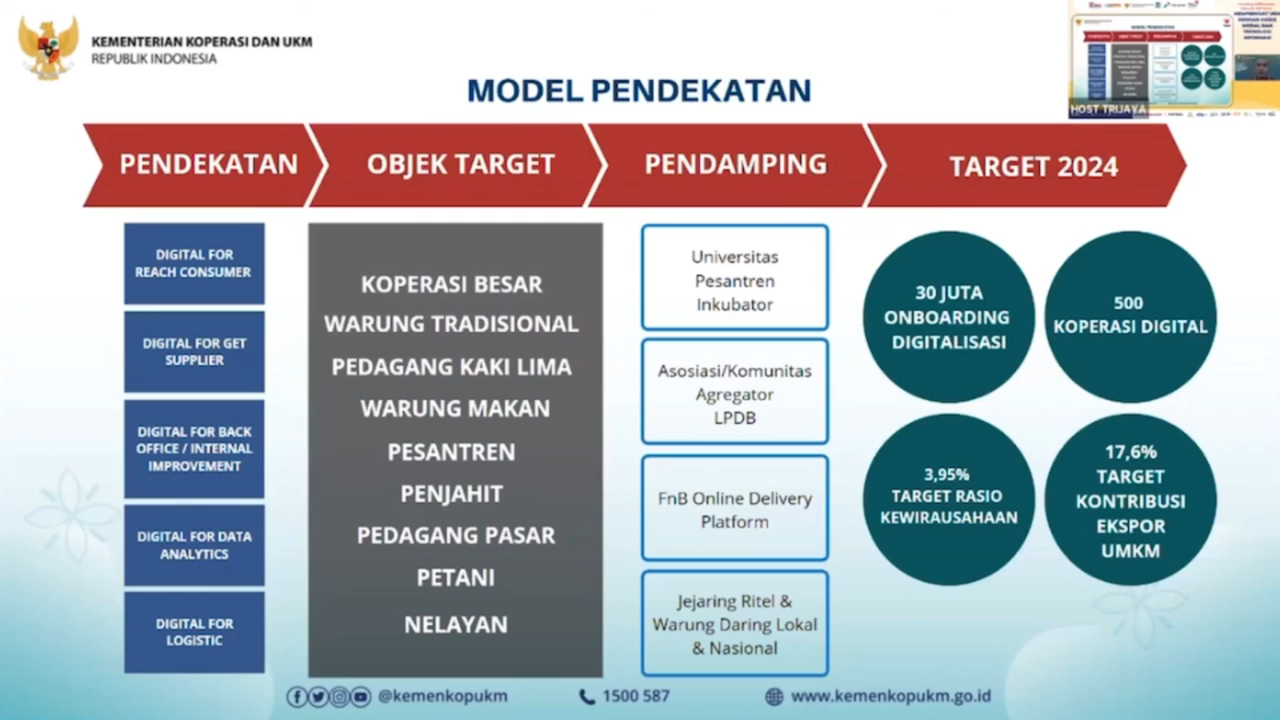 KEMENTERIAN KOPERASI DAN UKM
REPUBLIK INDONESIA
HOST TRIJAYA
MODEL PENDEKATAN
PENDEKATAN
OBJEK TARGET
PENDAMPING
TARGET 2024
DIGITAL FOR
REACH CONSUMER
DIGITAL FOR GET
SUPPLIER
DIGITAL FOR BACK
OFFICE / INTERNAL
IMPROVEMENT
DIGITAL FOR DATA
ANALYTICS
DIGITAL FOR
LOGISTIC
KOPERASI BESAR
WARUNG TRADISIONAL
PEDAGANG KAKI LIMA
WARUNG MAKAN
PESANTREN
PENJAHIT
PEDAGANG PASAR
PETANI
NELAYAN
Universitas
Pesantren
Inkubator
Asosiasi/Komunitas
Agregator
LPDB
FnB Online Delivery
Platform
Jejaring Ritel &
Warung Daring Lokal
& Nasional
30 JUTA
ONBOARDING
DIGITALISASI
500
KOPERASI DIGITAL
3,95%
TARGET RASIO
KEWIRAUSAHAAN
17,6%
TARGET
KONTRIBUSI
EKSPOR
UMKM
@kemenkopukm
1500 587
www.kemenkopukm.go.id